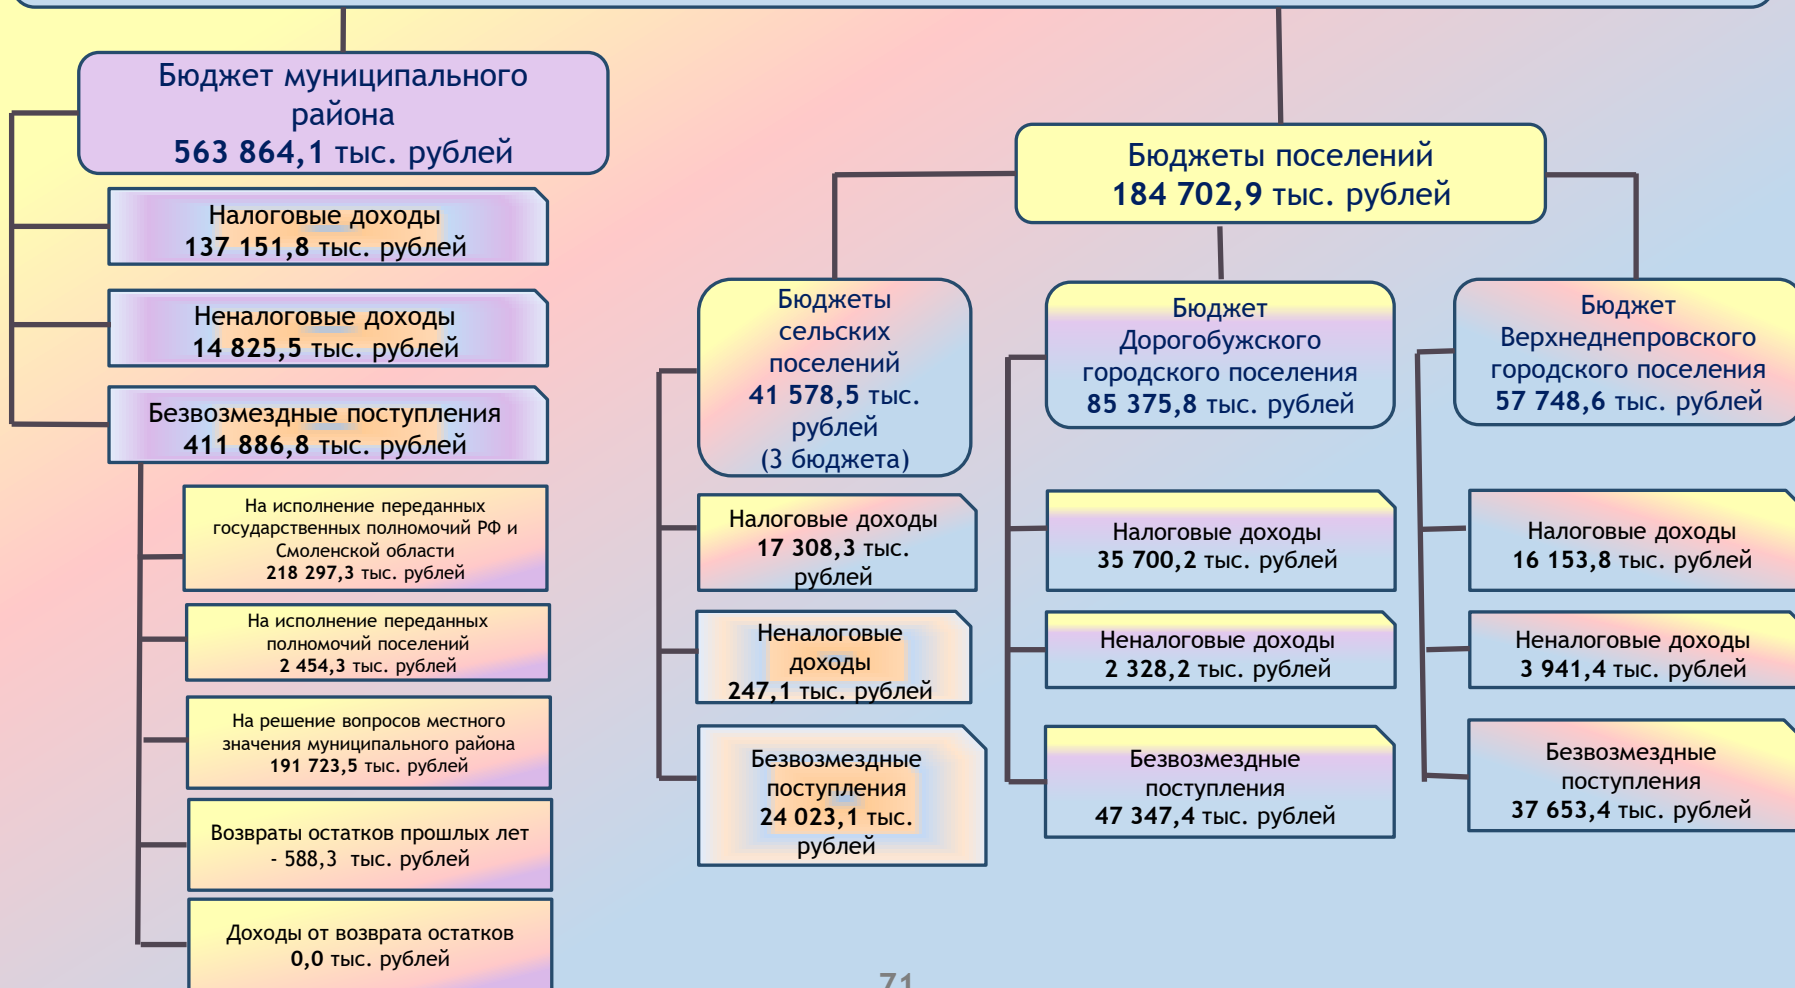 Бюджет муниципального
района
563 864,1 тыс. рублей
Налоговые доходы
137 151,8 тыс. рублей
Неналоговые доходы
14 825,5 тыс. рублей
Безвозмездные поступления
411 886,8 тыс. рублей
На исполнение переданных
государственных полномочий РФ и
Смоленской области
218 297,3 тыс. рублей
На исполнение переданных
полномочий поселений
2 454,3 тыс. рублей
На решение вопросов местного
значения муниципального района
191 723,5 тыс. рублей
Возвраты остатков прошлых лет
- 588,3 тыс. рублей
Доходы от возврата остатков
0,0 тыс. рублей
Бюджеты поселений
184 702,9 тыс. рублей
Бюджеты
сельских
поселений
41 578,5 тыс.
рублей
(3 бюджета)
Налоговые доходы
17 308,3 тыс.
рублей
Неналоговые
доходы
247,1 тыс. рублей
Безвозмездные
поступления
24 023,1 тыс.
рублей
Бюджет
Дорогобужского
городского поселения
85 375,8 тыс. рублей
Налоговые доходы
35 700,2 тыс. рублей
Неналоговые доходы
2 328,2 тыс. рублей
Безвозмездные
поступления
47 347,4 тыс. рублей
Бюджет
Верхнеднепровского
городского поселения
57 748,6 тыс. рублей
Налоговые доходы
16 153,8 тыс. рублей
Неналоговые доходы
3 941,4 тыс. рублей
Безвозмездные
поступления
37 653,4 тыс. рублей
71